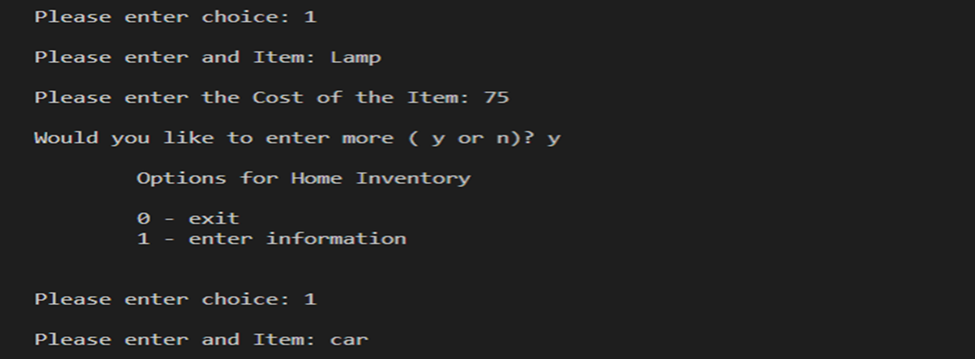 Please enter choice: 1
Please enter and Item: Lamp
Please enter the Cost of the Item: 75
Would you like to enter more ( y or n)? y
Options for Home Inventory
0 - exit
1 - enter information
Please enter choice: 1
Please enter and Item: car